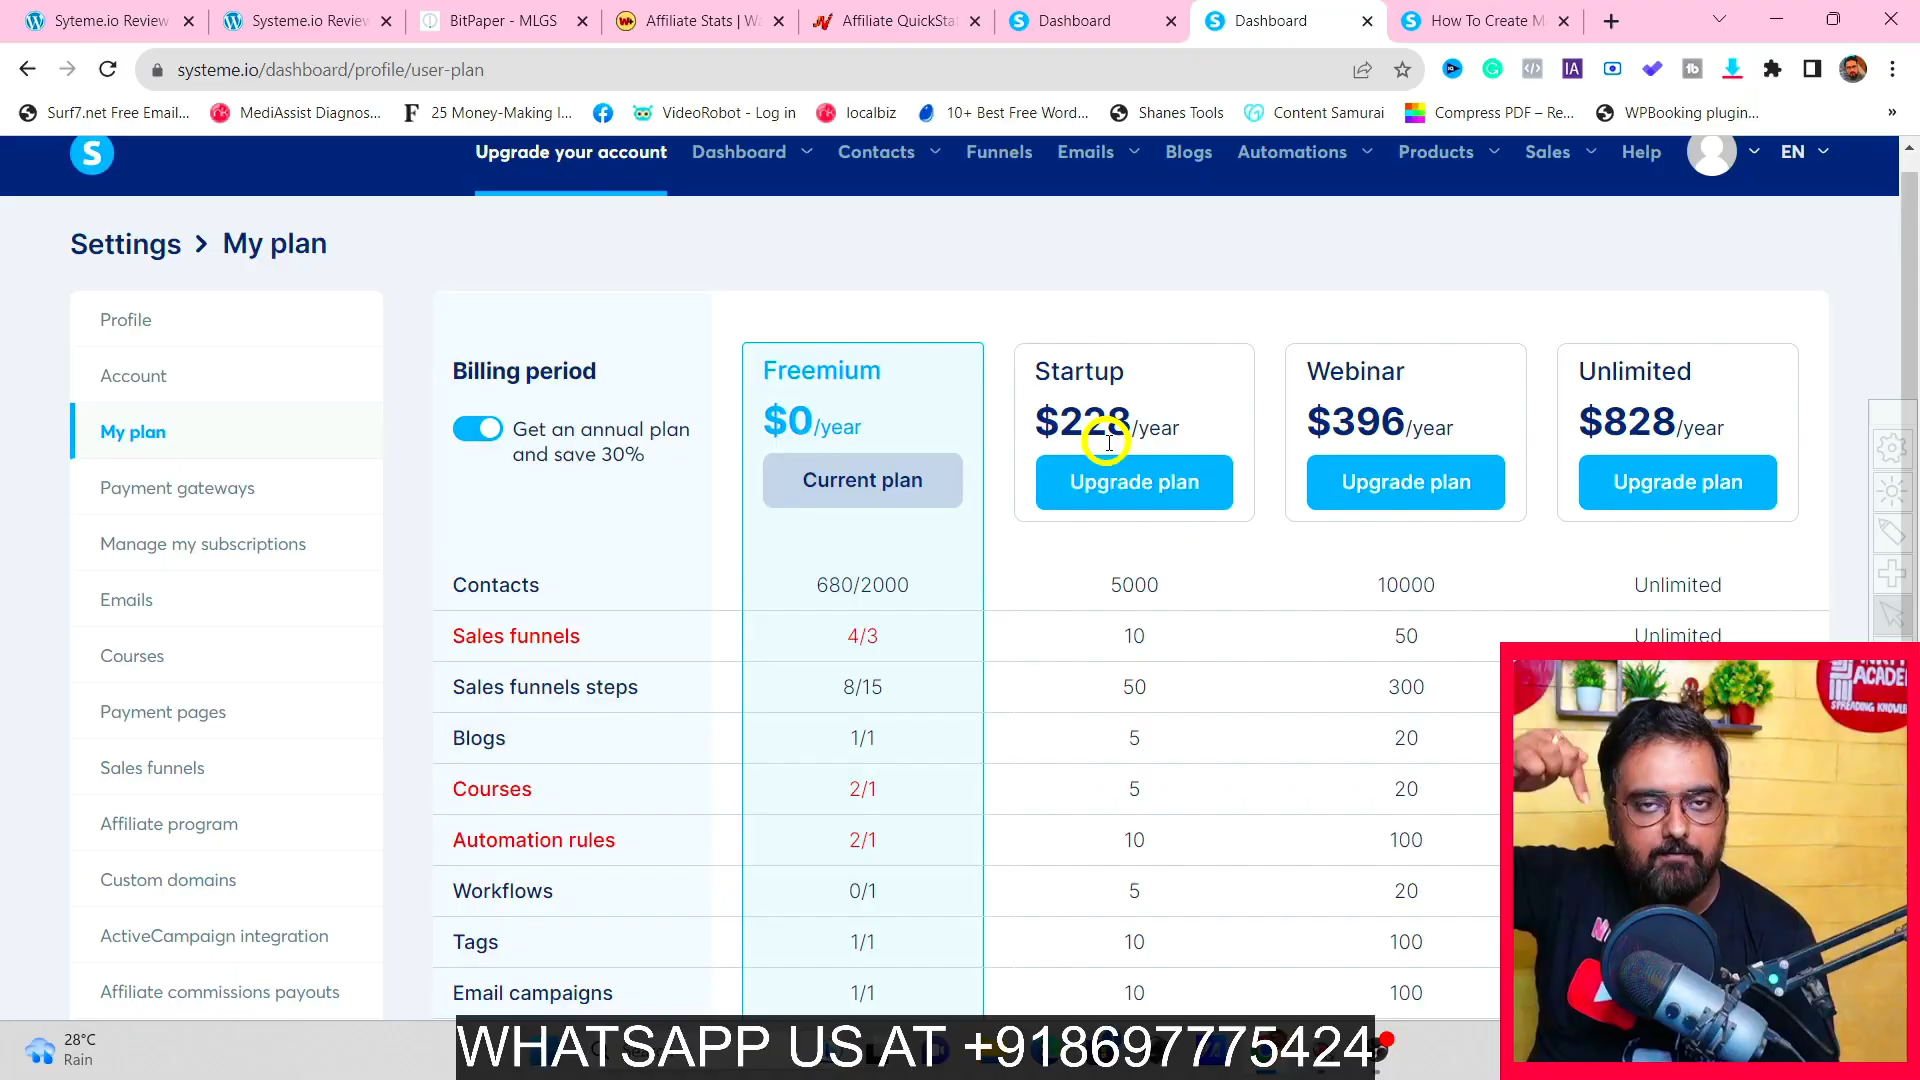 Syteme.io Review
Systeme.io Review
BitPaper - MLGS
Affiliate Stats | Wa
Affiliate QuickSta
Dashboard
Dashboard
How To Create M
systeme.io/dashboard/profile/user-plan
Surf7.net Free Email...
MediAssist Diagnos...
25 Money-Making I...
VideoRobot - Log in
localbiz
10+ Best Free Word...
Shanes Tools
Content Samurai
Compress PDF – Re...
WPBooking plugin...
»
S
Upgrade your account
Dashboard
Contacts
Funnels
Emails
Blogs
Automations
Products
Sales
Help
EN
Settings > My plan
Profile
Account
My plan
Payment gateways
Manage my subscriptions
Emails
Courses
Payment pages
Sales funnels
Affiliate program
Custom domains
ActiveCampaign integration
Affiliate commissions payouts
Billing period
Get an annual plan
and save 30%
Freemium
$0/year
Current plan
Startup
$228/year
Upgrade plan
Webinar
$396/year
Upgrade plan
Unlimited
$828/year
Upgrade plan
Contacts 680/2000 5000 10000 Unlimited
Sales funnels 4/3 10 50 Unlimited
Sales funnels steps 8/15 50 300
Blogs 1/1 5 20
Courses 2/1 5 20
Automation rules 2/1 10 100
Workflows 0/1 5 20
Tags 1/1 10 100
Email campaigns 1/1 10 100
ACADE
SPREADING KNOWL
28°C
Rain
WHATSAPP US AT +918697775424